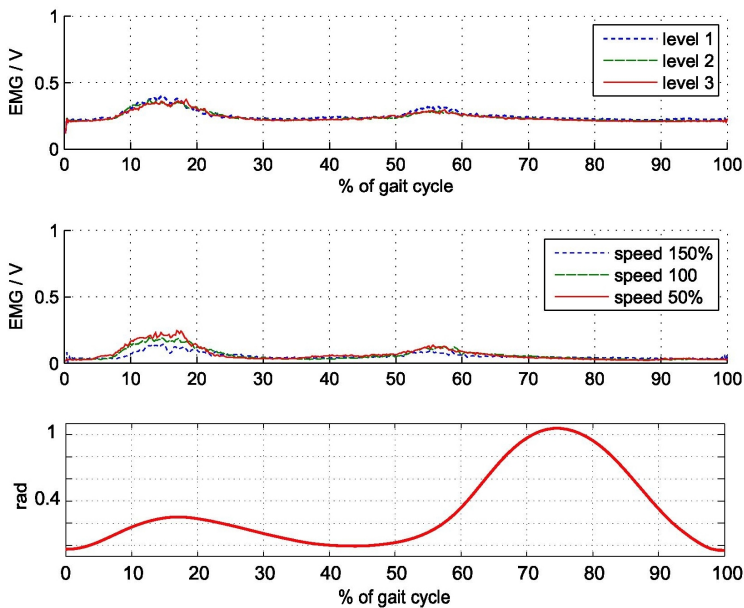 1
level 1
level 2
level 3
EMG / V
0.5
0
0 10 20 30 40 50 60 70 80 90 100
% of gait cycle
1
speed 150%
speed 100
speed 50%
EMG / V
0.5
0
0 10 20 30 40 50 60 70 80 90 100
1
rad
0.4
0 10 20 30 40 50 60 70 80 90 100
% of gait cycle